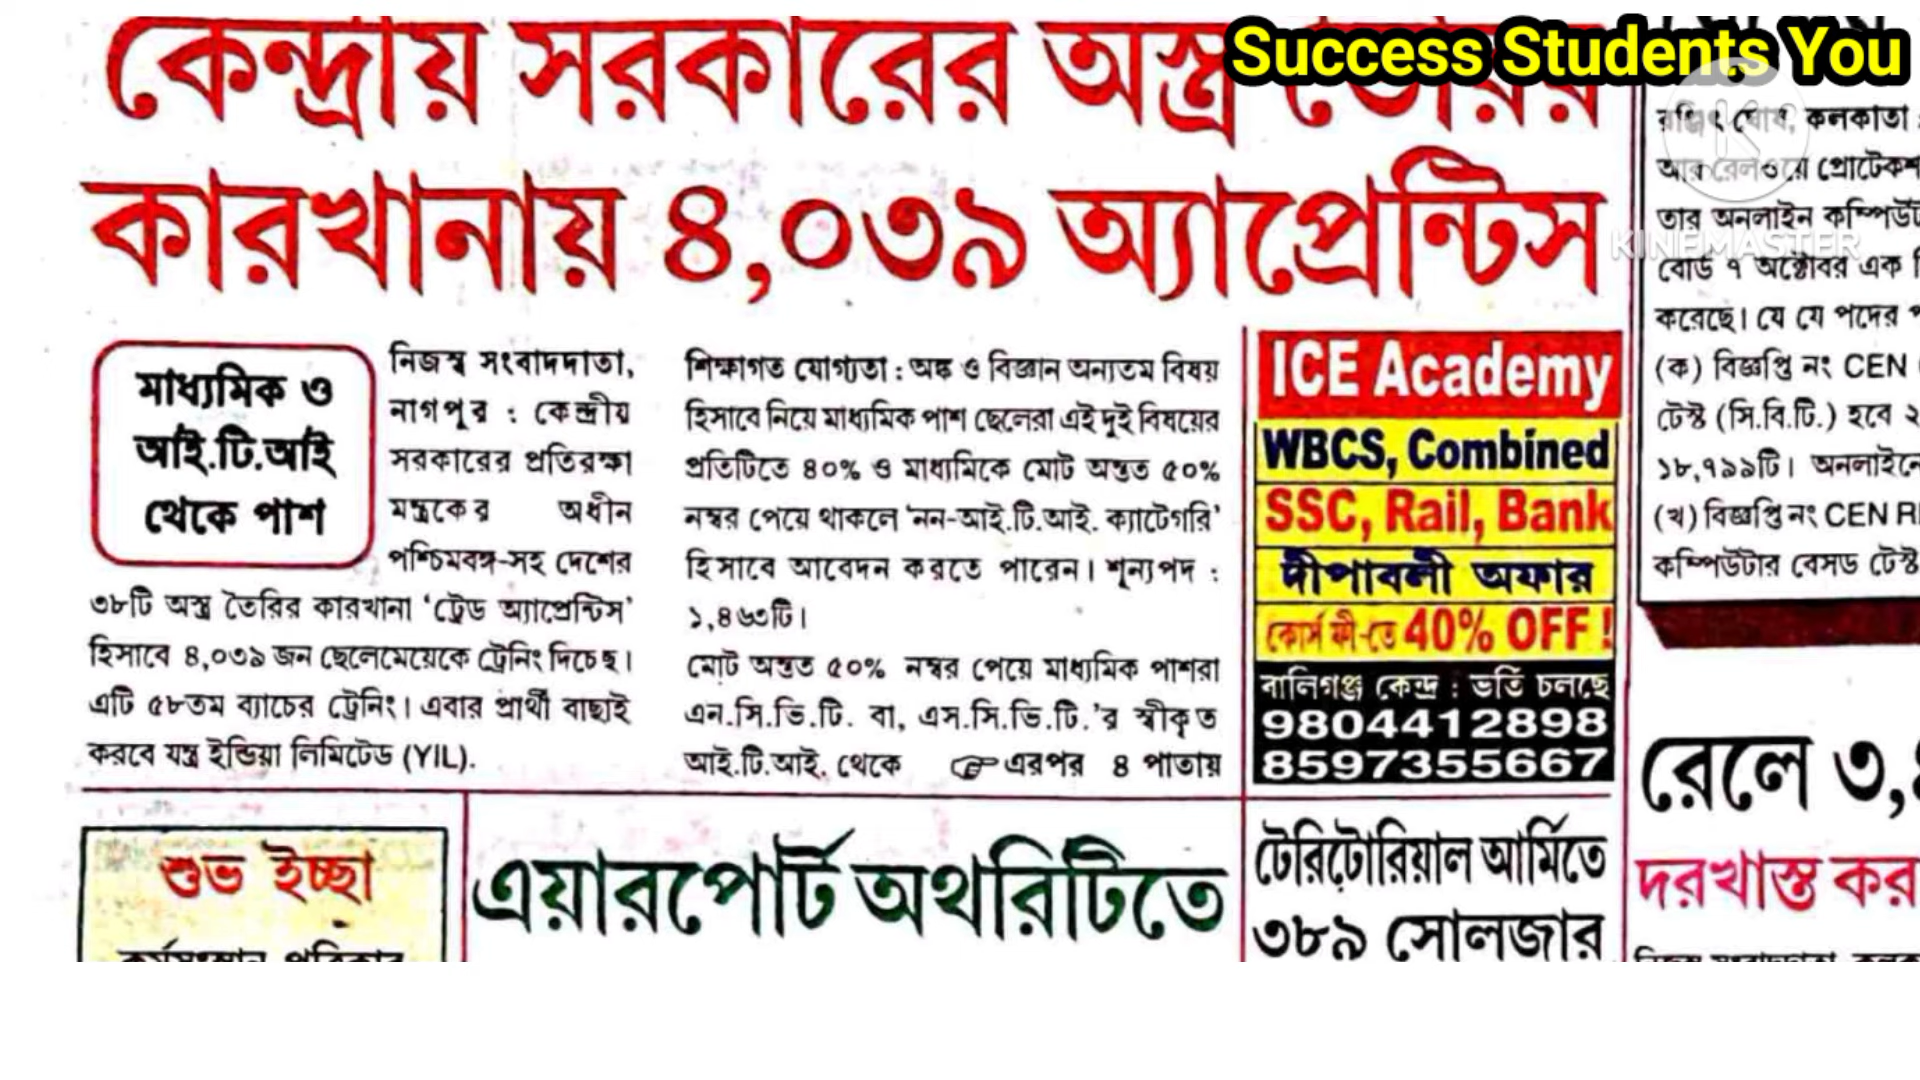 Success Students You
কেন্দ্রীয় সরকারের অস্ত্র
কারখানায় ৪,০৩৯ অ্যাপ্রেন্টিস
মাধ্যমিক ও
আই.টি.আই
থেকে পাশ
নিজস্ব সংবাদদাতা,
নাগপুর : কেন্দ্রীয়
সরকারের প্রতিরক্ষা
মন্ত্রকের অধীন
পশ্চিমবঙ্গ-সহ দেশের
৩৮টি অস্ত্র তৈরির কারখানা 'ট্রেড অ্যাপ্রেন্টিস'
হিসাবে ৪,০৩৯ জন ছেলেমেয়েকে ট্রেনিং দিচেছ।
এটি ৫৮তম ব্যাচের ট্রেনিং। এবার প্রার্থী বাছাই
করবে যন্ত্র ইন্ডিয়া লিমিটেড (YIL).
শিক্ষাগত যোগ্যতা : অঙ্ক ও বিজ্ঞান অন্যতম বিষয়
হিসাবে নিয়ে মাধ্যমিক পাশ ছেলেরা এই দুই বিষয়ের
প্রতিটিতে ৪০% ও মাধ্যমিকে মোট অন্তত ৫০%
নম্বর পেয়ে থাকলে 'নন-আই.টি.আই. ক্যাটেগরি'
হিসাবে আবেদন করতে পারেন। শূন্যপদ :
১,৪৬৩টি।
মোট অন্তত ৫০% নম্বর পেয়ে মাধ্যমিক পাশরা
এন.সি.ভি.টি. বা, এস.সি.ভি.টি.'র স্বীকৃত
আই.টি.আই. থেকে ☞ এরপর ৪ পাতায়
ICE Academy
WBCS, Combined
SSC, Rail, Bank
দীপাবলী অফার
কোর্স ফী-তে 40% OFF !
বালিগঞ্জ কেন্দ্র : ভর্তি চলছে
9804412898
8597355667
রঞ্জিৎ ঘোষ, কলকাতা :
আর রেলওয়ে প্রোটেকশ
তার অনলাইন কম্পিউট
KINEMASTER
বোর্ড ৭ অক্টোবর এক
করেছে। যে যে পদের
(ক) বিজ্ঞপ্তি নং CEN
টেস্ট (সি.বি.টি.) হবে ২
১৮,৭৯৯টি। অনলাইনে
(খ) বিজ্ঞপ্তি নং CEN R
কম্পিউটার বেসড টেস্ট
রেলে ৩,
দরখাস্ত কর
শুভ ইচ্ছা
এয়ারপোর্ট অথরিটিতে
টেরিটোরিয়াল আর্মিতে
৩৮৯ সোলজার